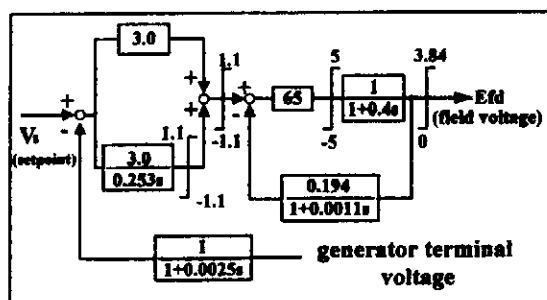 3.0
1.1
5
3.84
+
+
+
+
65
1
1+0.4s
Efd
(field voltage)
-
-
Vs
(setpoint)
1.1
-1.1
-5
0
3.0
0.253s
-1.1
0.194
1+0.0011s
1
1+0.0025s
generator terminal
voltage